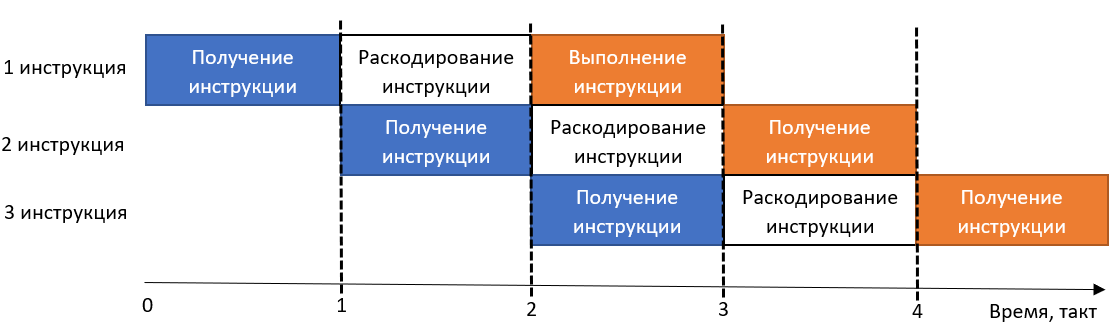 1 инструкция
Получение
инструкции
Раскодирование
инструкции
Выполнение
инструкции
2 инструкция
Получение
инструкции
Раскодирование
инструкции
Получение
инструкции
3 инструкция
Получение
инструкции
Раскодирование
инструкции
Получение
инструкции
0
1
2
3
4
Время, такт